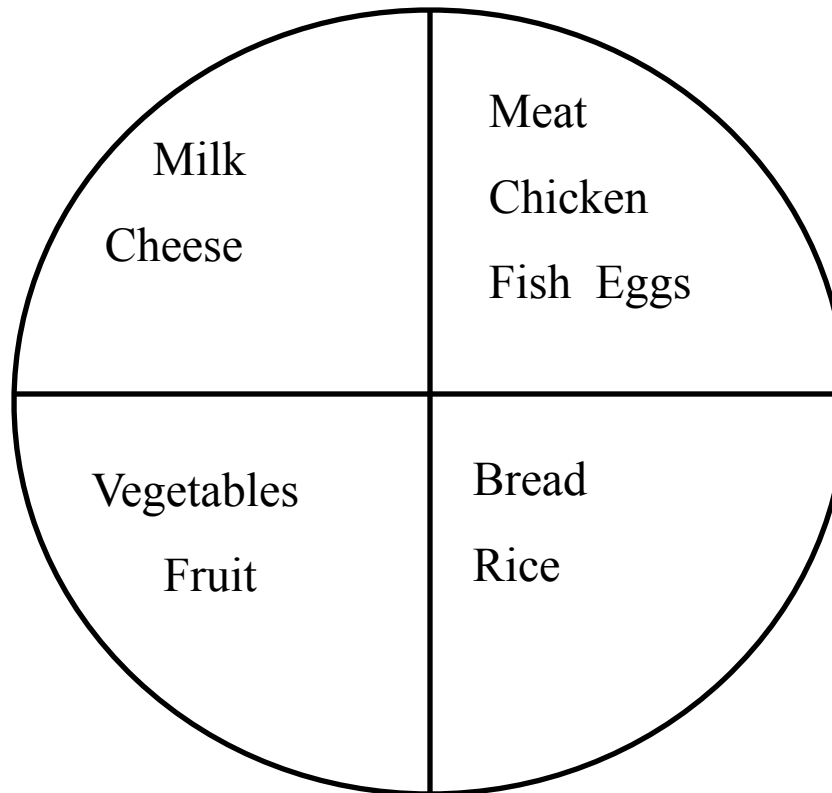 Milk
Cheese
Meat
Chicken
Fish Eggs
Vegetables
Fruit
Bread
Rice